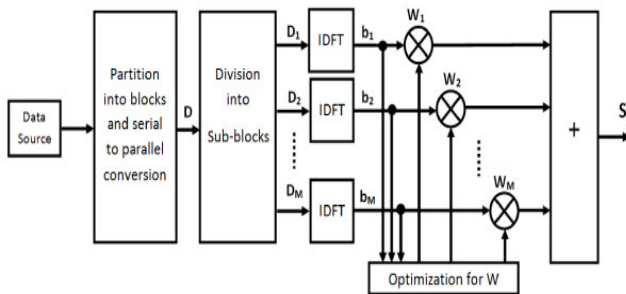 Data
Source
Partition
into blocks
and serial
to parallel
conversion
D
Division
into
Sub-blocks
D1
IDFT
b1
W1
D2
IDFT
b2
W2
DM
IDFT
bM
WM
Optimization for W
+
S